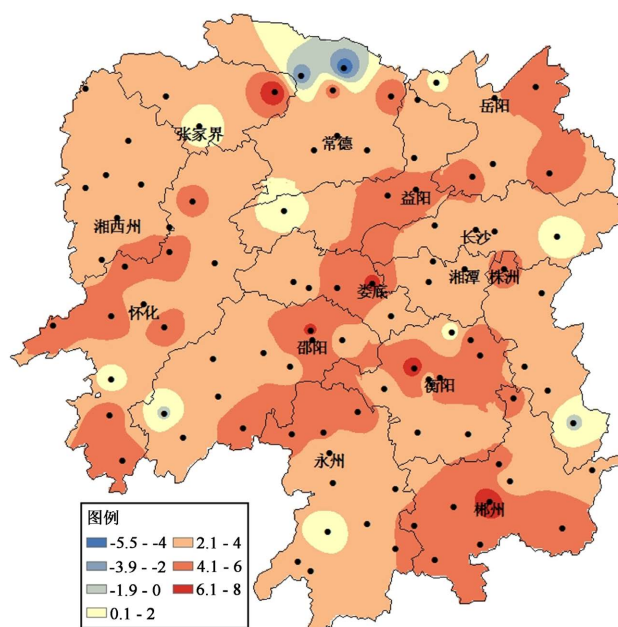 岳阳
张家界
常德
益阳
湘西州
长沙
湘潭
株洲
娄底
怀化
邵阳
衡阳
永州
郴州
图例
-5.5 - -4
2.1 - 4
-3.9 - -2
4.1 - 6
-1.9 - 0
6.1 - 8
0.1 - 2